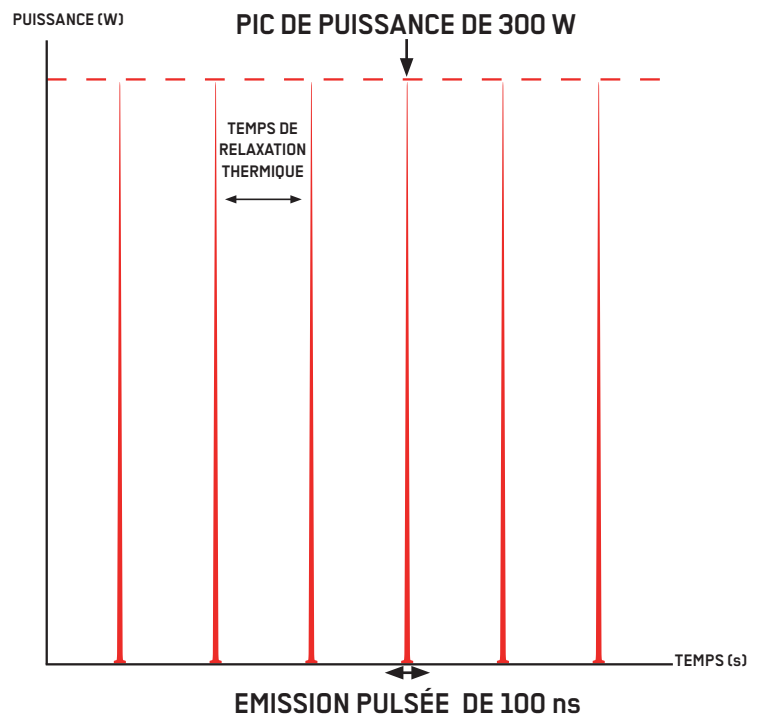 PUISSANCE (W)
PIC DE PUISSANCE DE 300 W
TEMPS DE
RELAXATION
THERMIQUE
TEMPS (s)
EMISSION PULSÉE DE 100 ns